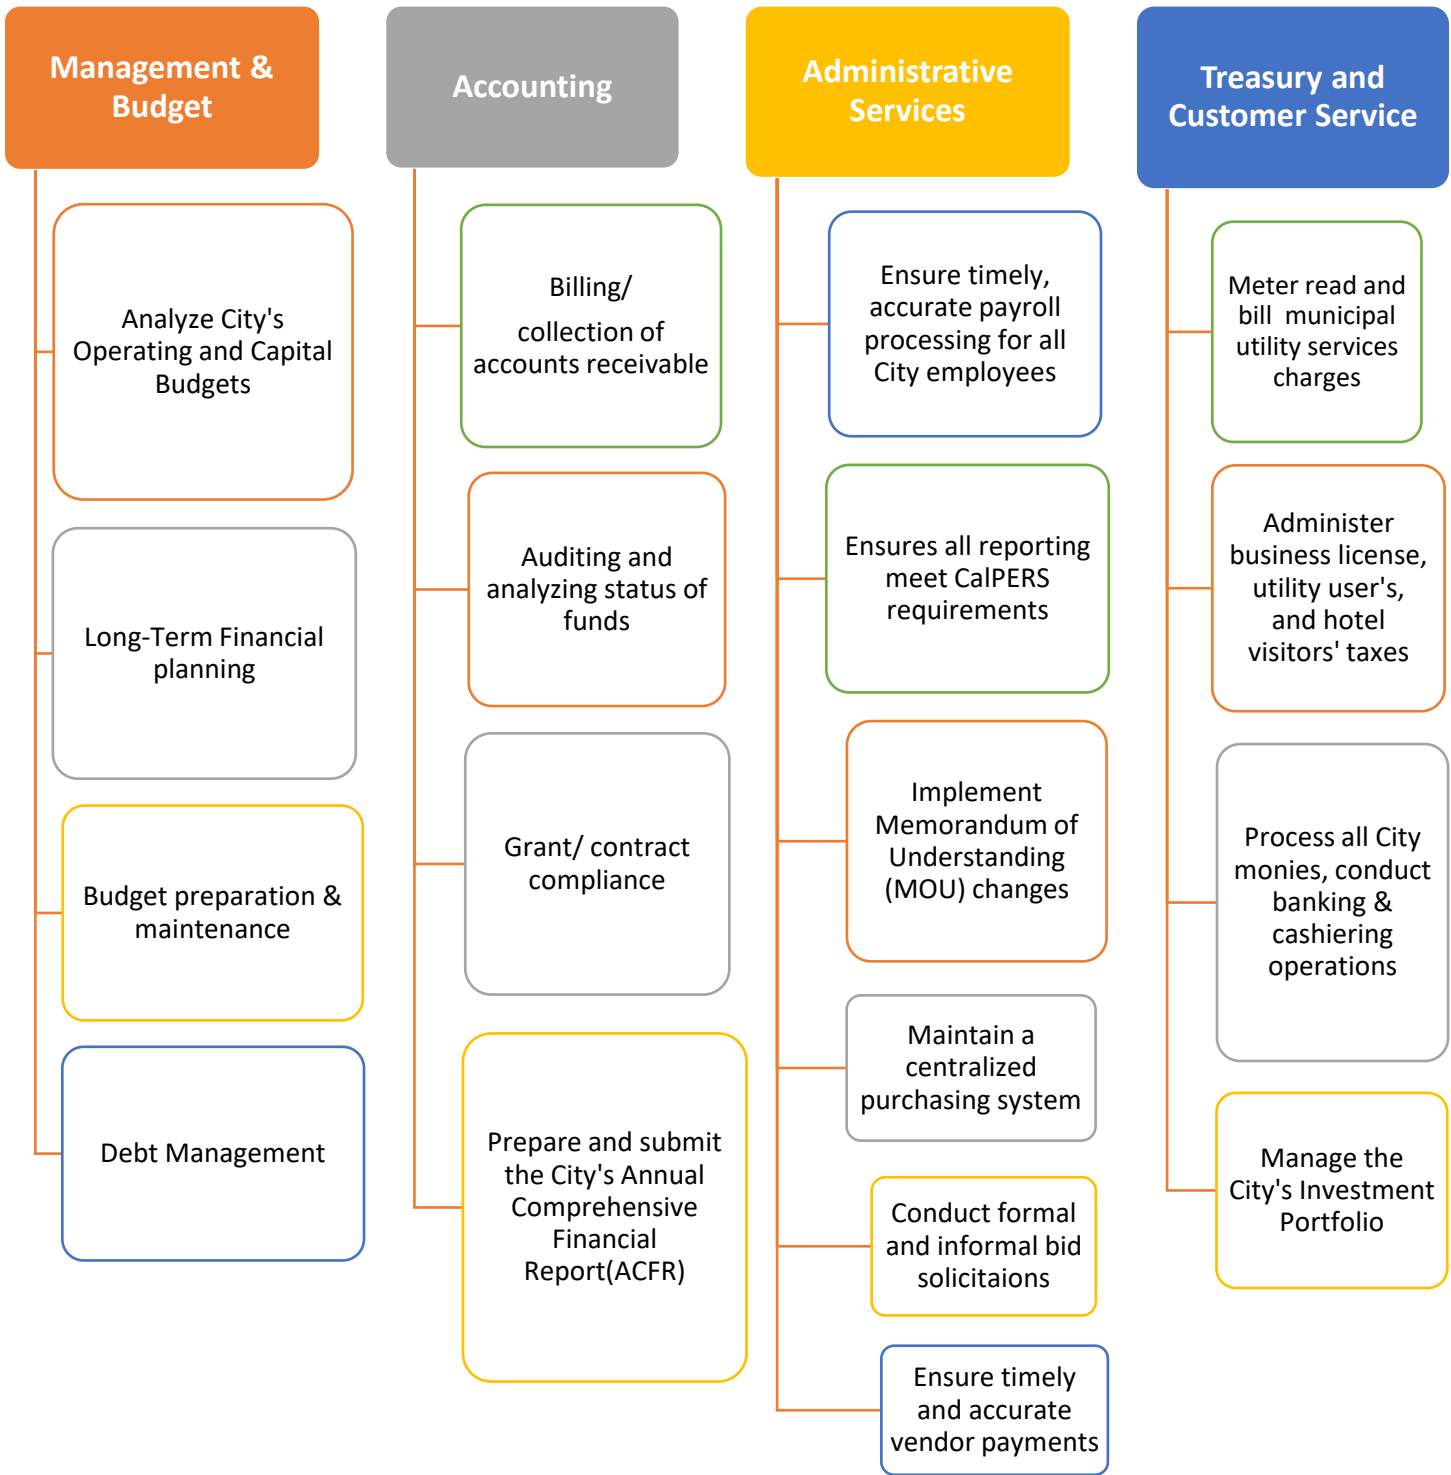 Management &
Budget
Analyze City's
Operating and Capital
Budgets
Long-Term Financial
planning
Budget preparation &
maintenance
Debt Management
Accounting
Billing/
collection of
accounts receivable
Auditing and
analyzing status of
funds
Grant/ contract
compliance
Prepare and submit
the City's Annual
Comprehensive
Financial
Report(ACFR)
Administrative
Services
Ensure timely,
accurate payroll
processing for all
City employees
Ensures all reporting
meet CalPERS
requirements
Implement
Memorandum of
Understanding
(MOU) changes
Maintain a
centralized
purchasing system
Conduct formal
and informal bid
solicitaions
Ensure timely
and accurate
vendor payments
Treasury and
Customer Service
Meter read and
bill  municipal
utility services
charges
Administer
business license,
utility user's,
and hotel
visitors' taxes
Process all City
monies, conduct
banking &
cashiering
operations
Manage the
City's Investment
Portfolio